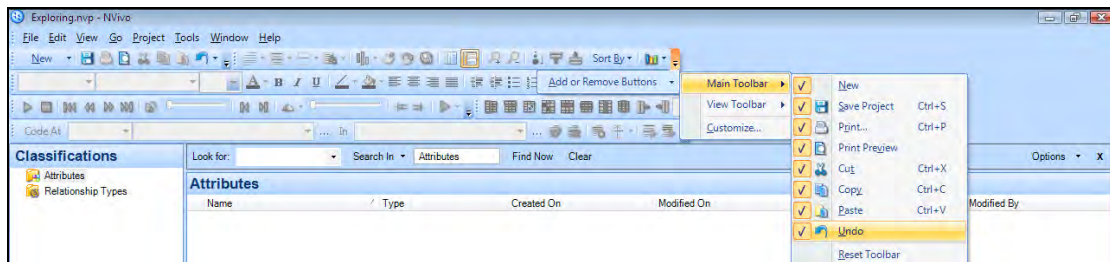 Exploring.nvp - NVivo
File Edit View Go Project Tools Window Help
New Sort By
A B I U Add or Remove Buttons Main Toolbar New
View Toolbar Save Project Ctrl+S
Code At ... in ... Customize... Print... Ctrl+P
Classifications Look for: Search In Attributes Find Now Clear Print Preview Options X
Attributes Cut Ctrl+X
Relationship Types Attributes Copy Ctrl+C
Name Type Created On Modified On Modified By
Paste Ctrl+V
Undo
Reset Toolbar